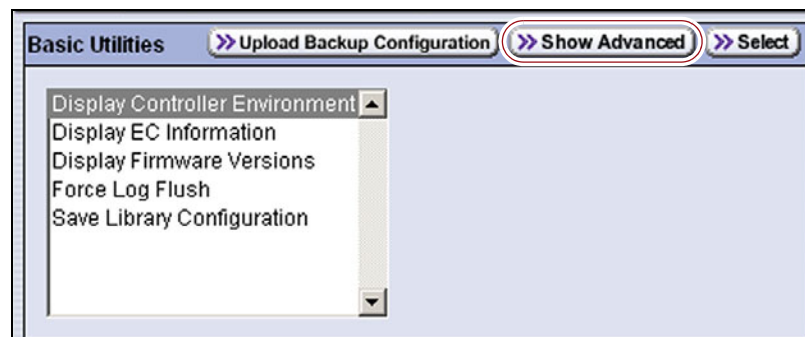 Basic Utilities >> Upload Backup Configuration >> Show Advanced >> Select
Display Controller Environment
Display EC Information
Display Firmware Versions
Force Log Flush
Save Library Configuration